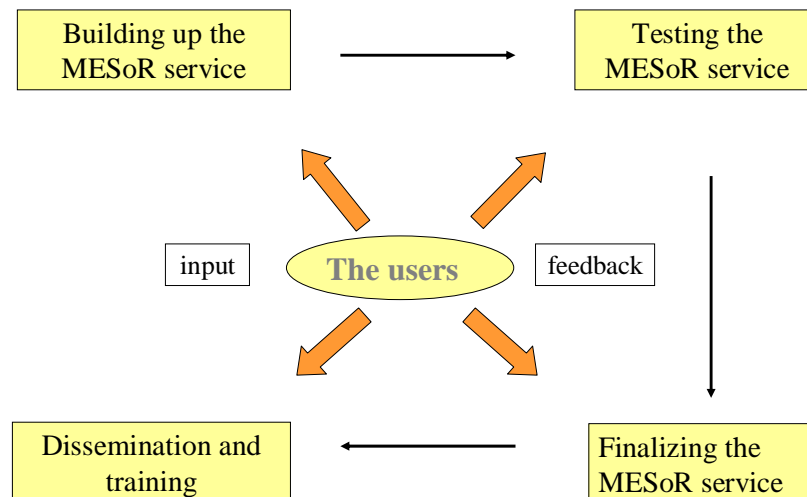 Building up the
MESoR service
Testing the
MESoR service
input
The users
feedback
Dissemination and
training
Finalizing the
MESoR service